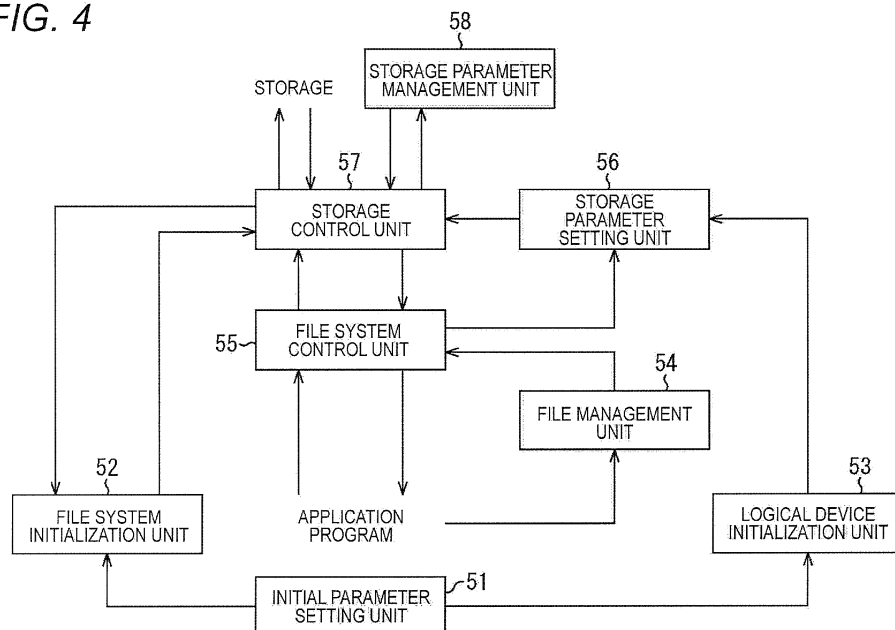 FIG. 4
58
STORAGE PARAMETER
MANAGEMENT UNIT
STORAGE
57
STORAGE
CONTROL UNIT
56
STORAGE
PARAMETER
SETTING UNIT
55
FILE SYSTEM
CONTROL UNIT
54
FILE MANAGEMENT
UNIT
52
FILE SYSTEM
INITIALIZATION UNIT
APPLICATION
PROGRAM
53
LOGICAL DEVICE
INITIALIZATION UNIT
51
INITIAL PARAMETER
SETTING UNIT